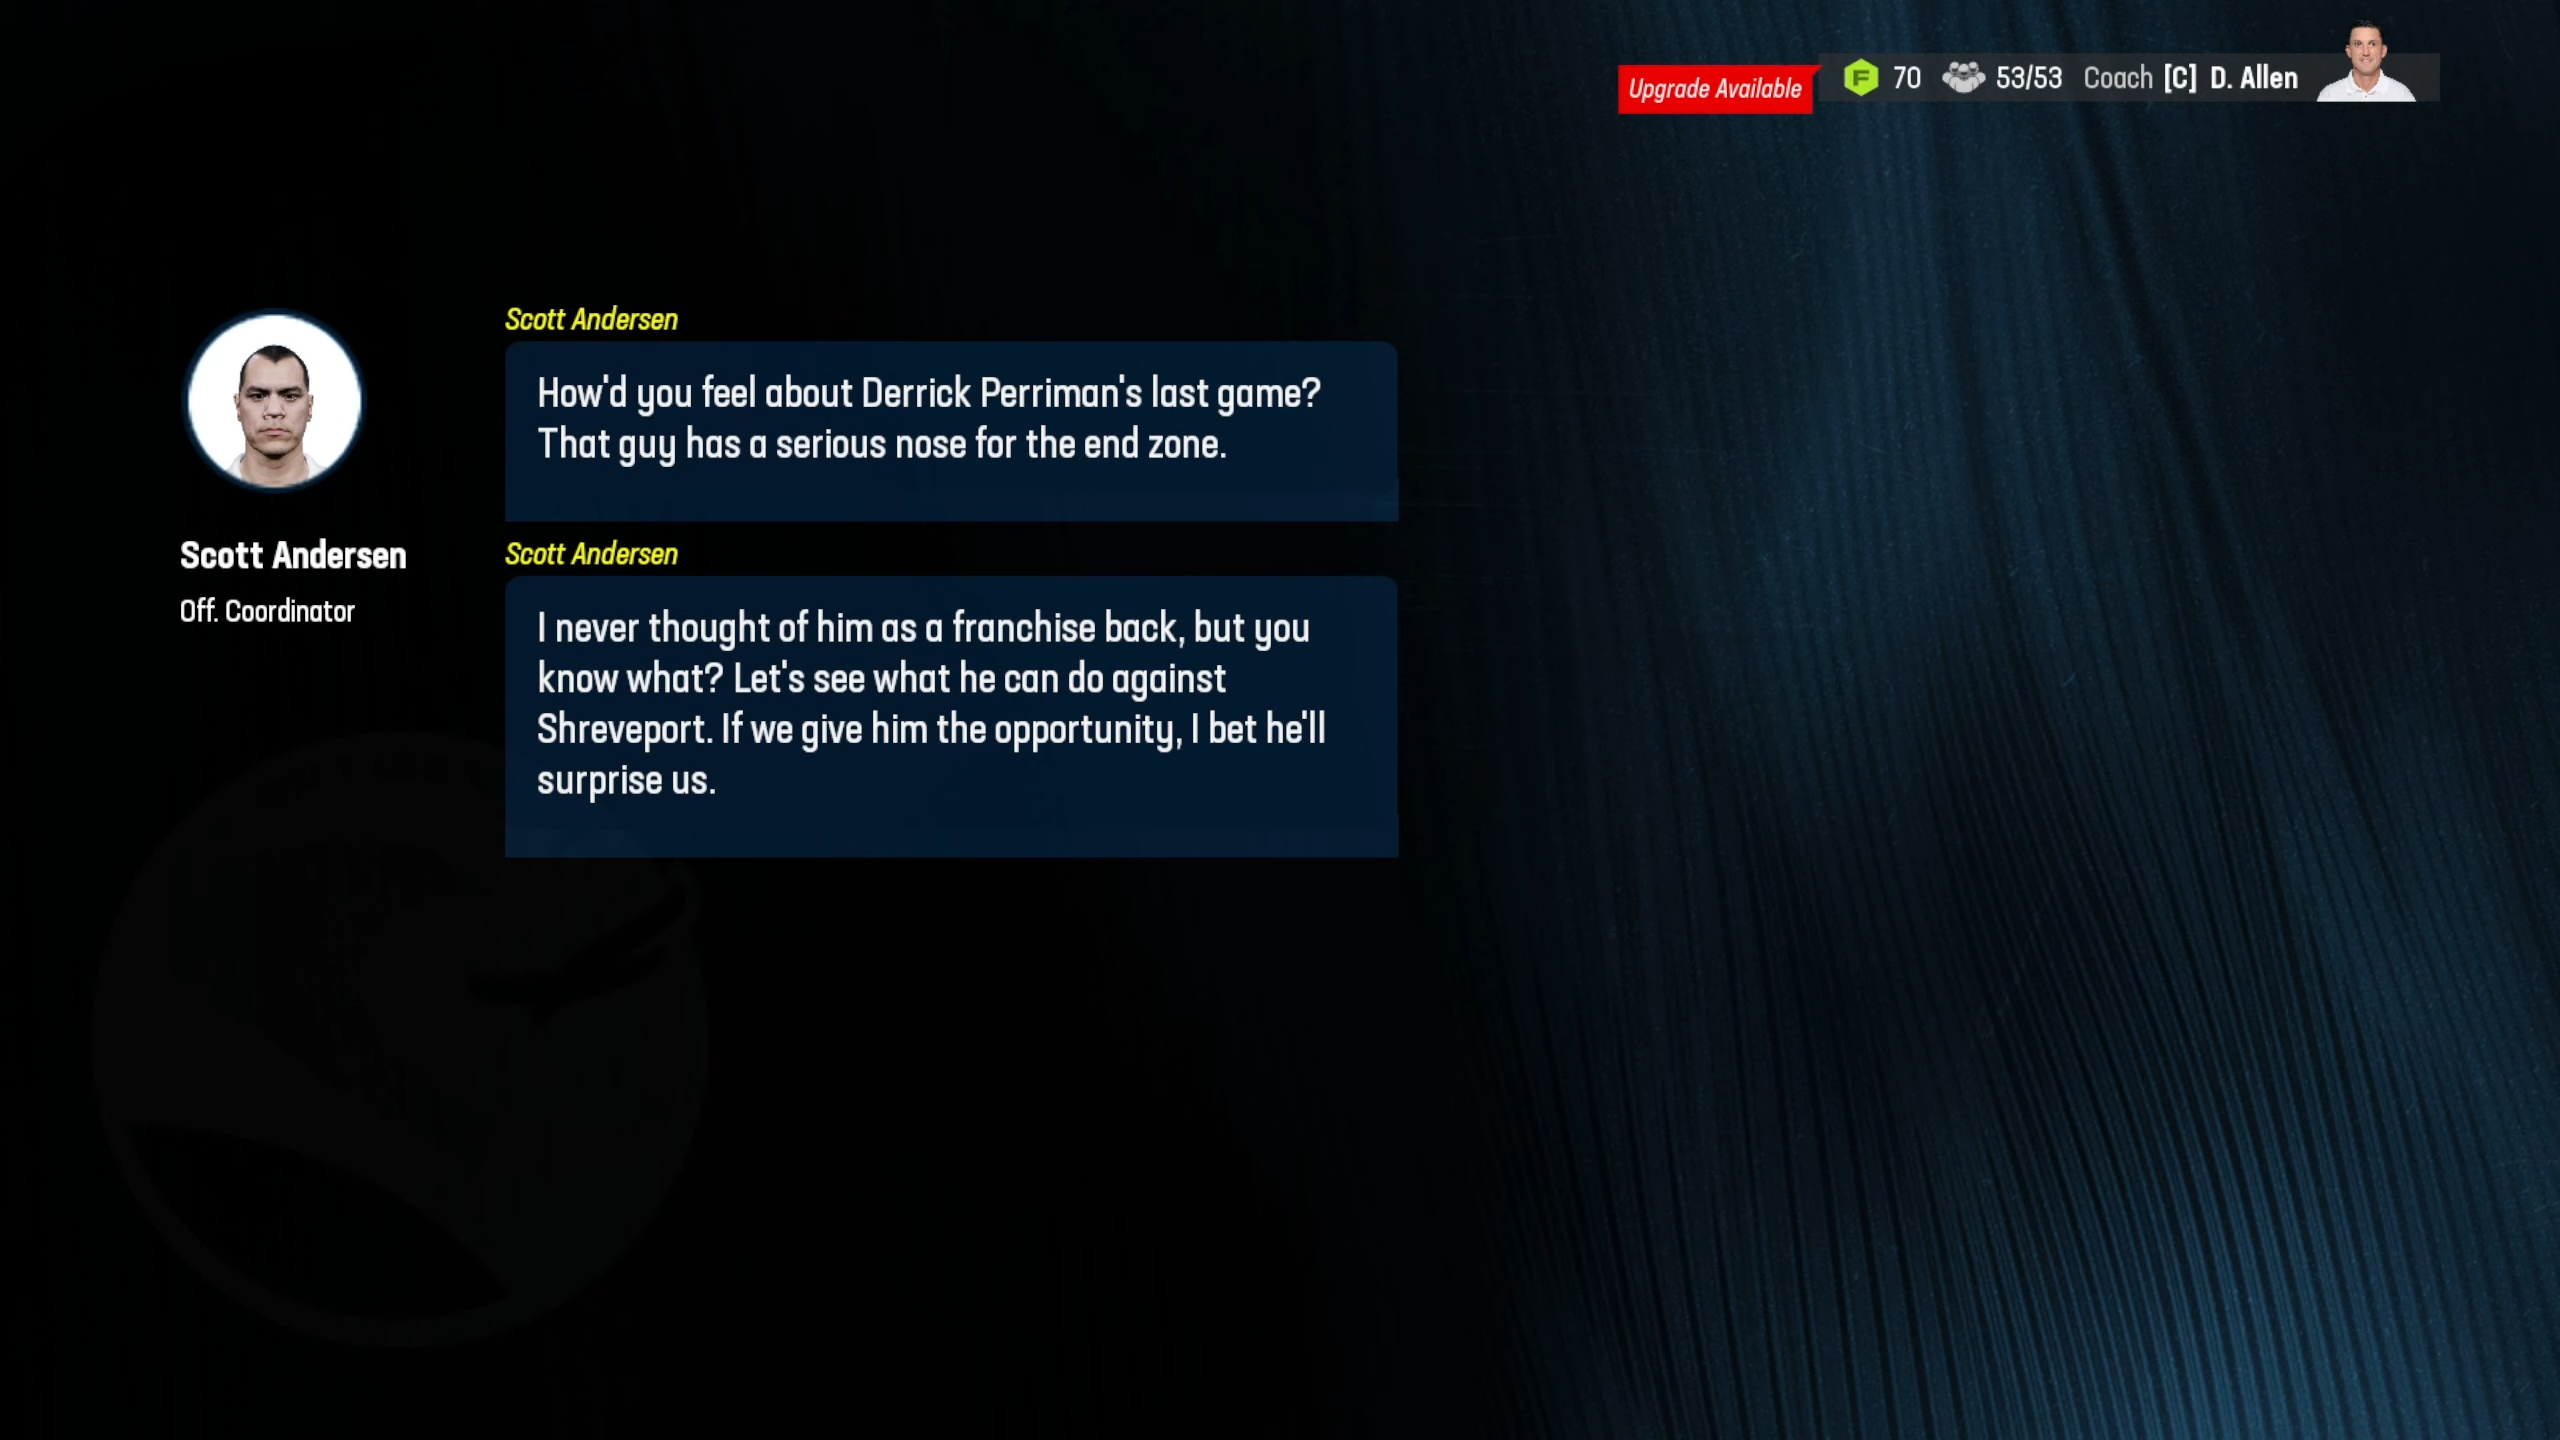 Upgrade Available
F 70 53/53 Coach [C] D. Allen
Scott Andersen
Off. Coordinator
Scott Andersen
How'd you feel about Derrick Perriman's last game?
That guy has a serious nose for the end zone.
Scott Andersen
I never thought of him as a franchise back, but you
know what? Let's see what he can do against
Shreveport. If we give him the opportunity, I bet he'll
surprise us.